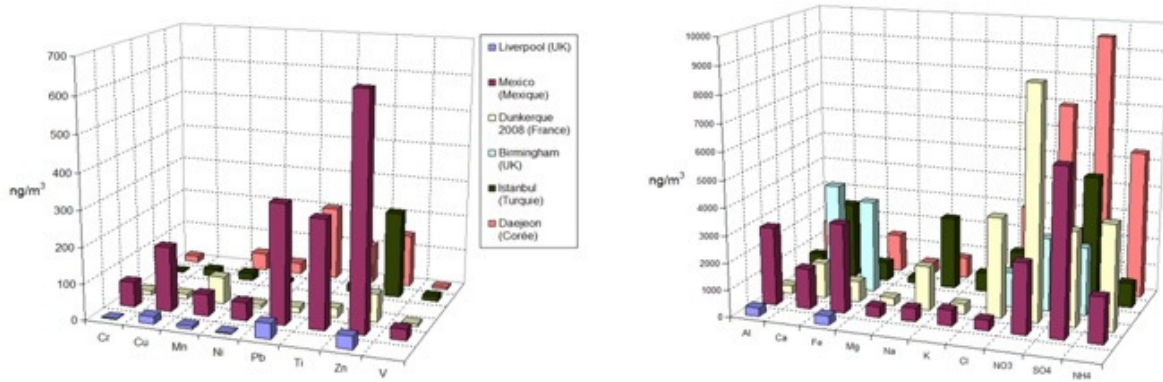 700
600
500
400
300
200
100
0
ng/m³
Cr
Cu
Mn
Ni
Pb
Ti
Zn
V
Liverpool (UK)
Mexico
(Mexique)
Dunkerque
2008 (France)
Birmingham
(UK)
Istanbul
(Turquie)
Daejeon
(Corée)
10000
9000
8000
7000
6000
5000
4000
3000
2000
1000
0
ng/m³
Al
Ca
Fe
Mg
Na
K
Cl
NO3
SO4
NH4